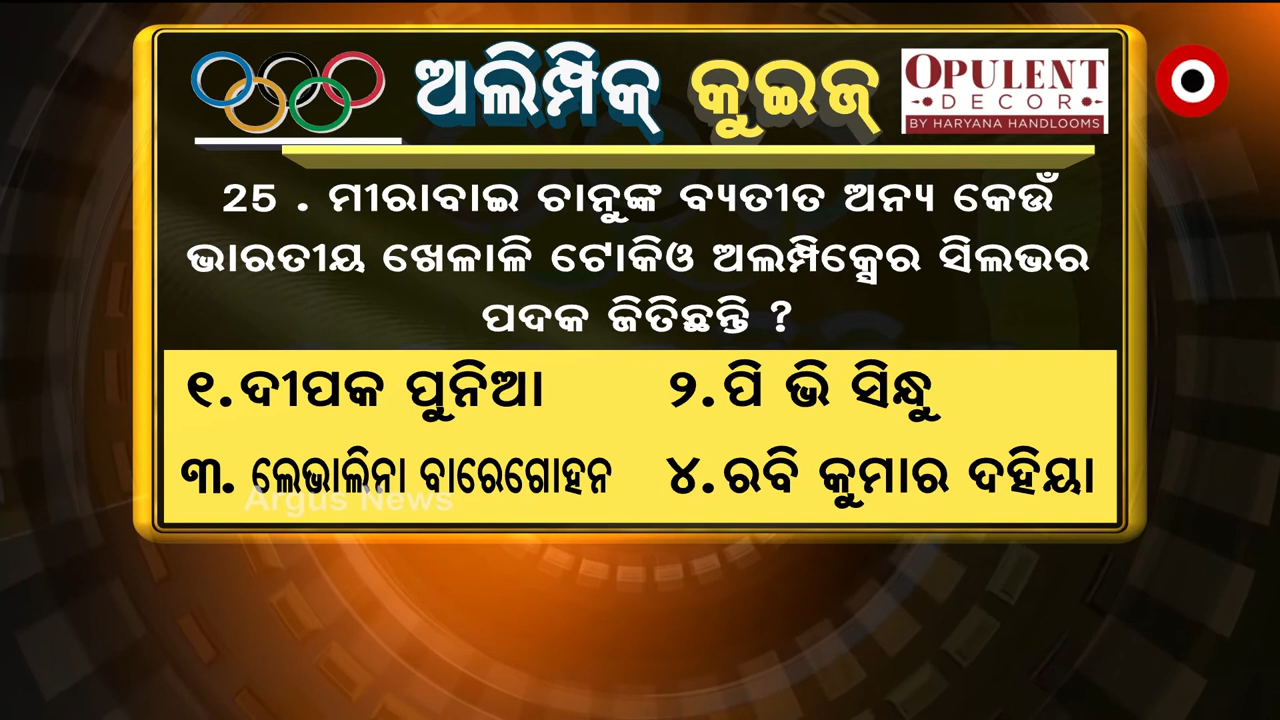 ଅଲିମ୍ପିକ୍ କୁଇଜ୍
OPULENT
DECOR
BY HARYANA HANDLOOMS
25 . ମୀରାବାଇ ଚାନୁଙ୍କ ବ୍ୟତୀତ ଅନ୍ୟ କେଉଁ
ଭାରତୀୟ ଖେଳାଳି ଟୋକିଓ ଅଲମ୍ପିକ୍ସେର ସିଲଭର
ପଦକ ଜିତିଛନ୍ତି ?
୧.ଦୀପକ ପୁନିଆ
୨.ପି ଭି ସିନ୍ଧୁ
୩. ଲେଭାଲିନା ବାରେଗୋହନ
୪.ରବି କୁମାର ଦହିୟା
Argus News